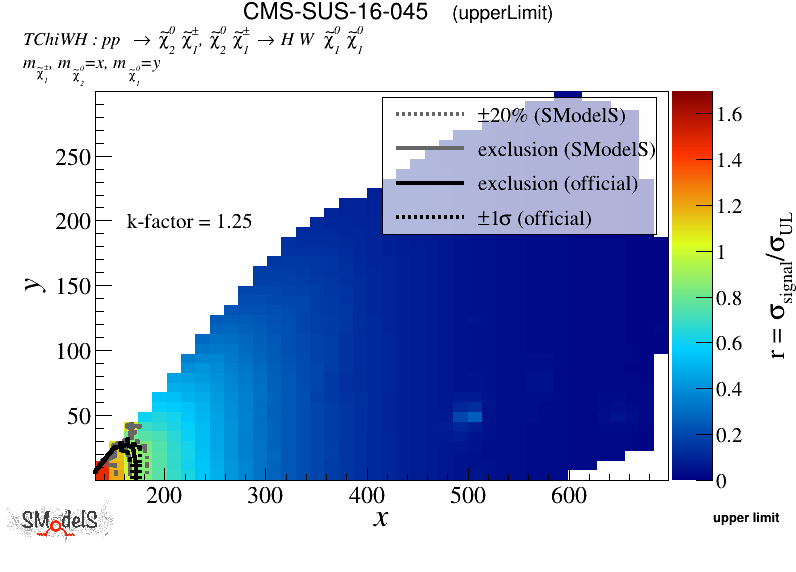 CMS-SUS-16-045 (upperLimit)
TChiWH : pp → χ̃₂⁰ χ̃₁±, χ̃₂⁰ χ̃₁± → H W χ̃₁⁰ χ̃₁⁰
m_χ̃₁±, m_χ̃₂⁰=x, m_χ̃₁⁰=y
±20% (SModelS)
exclusion (SModelS)
exclusion (official)
±1σ (official)
k-factor = 1.25
y
250
200
150
100
50
200 300 400 500 600
x
1.6
1.4
1.2
1
0.8
0.6
0.4
0.2
0
r = σ_signal/σ_UL
SModelS
upper limit